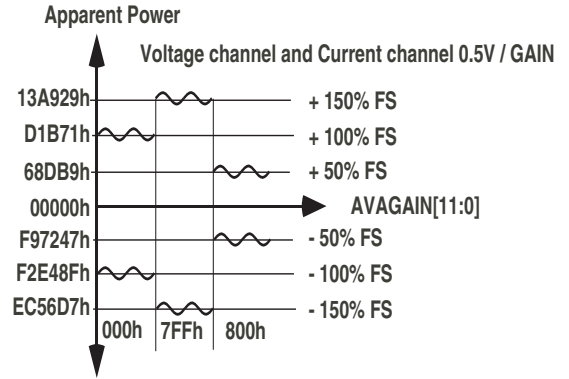 Apparent Power
Voltage channel and Current channel 0.5V / GAIN
13A929h + 150% FS
D1B71h + 100% FS
68DB9h + 50% FS
00000h AVAGAIN[11:0]
F97247h - 50% FS
F2E48Fh - 100% FS
EC56D7h - 150% FS
000h 7FFh 800h